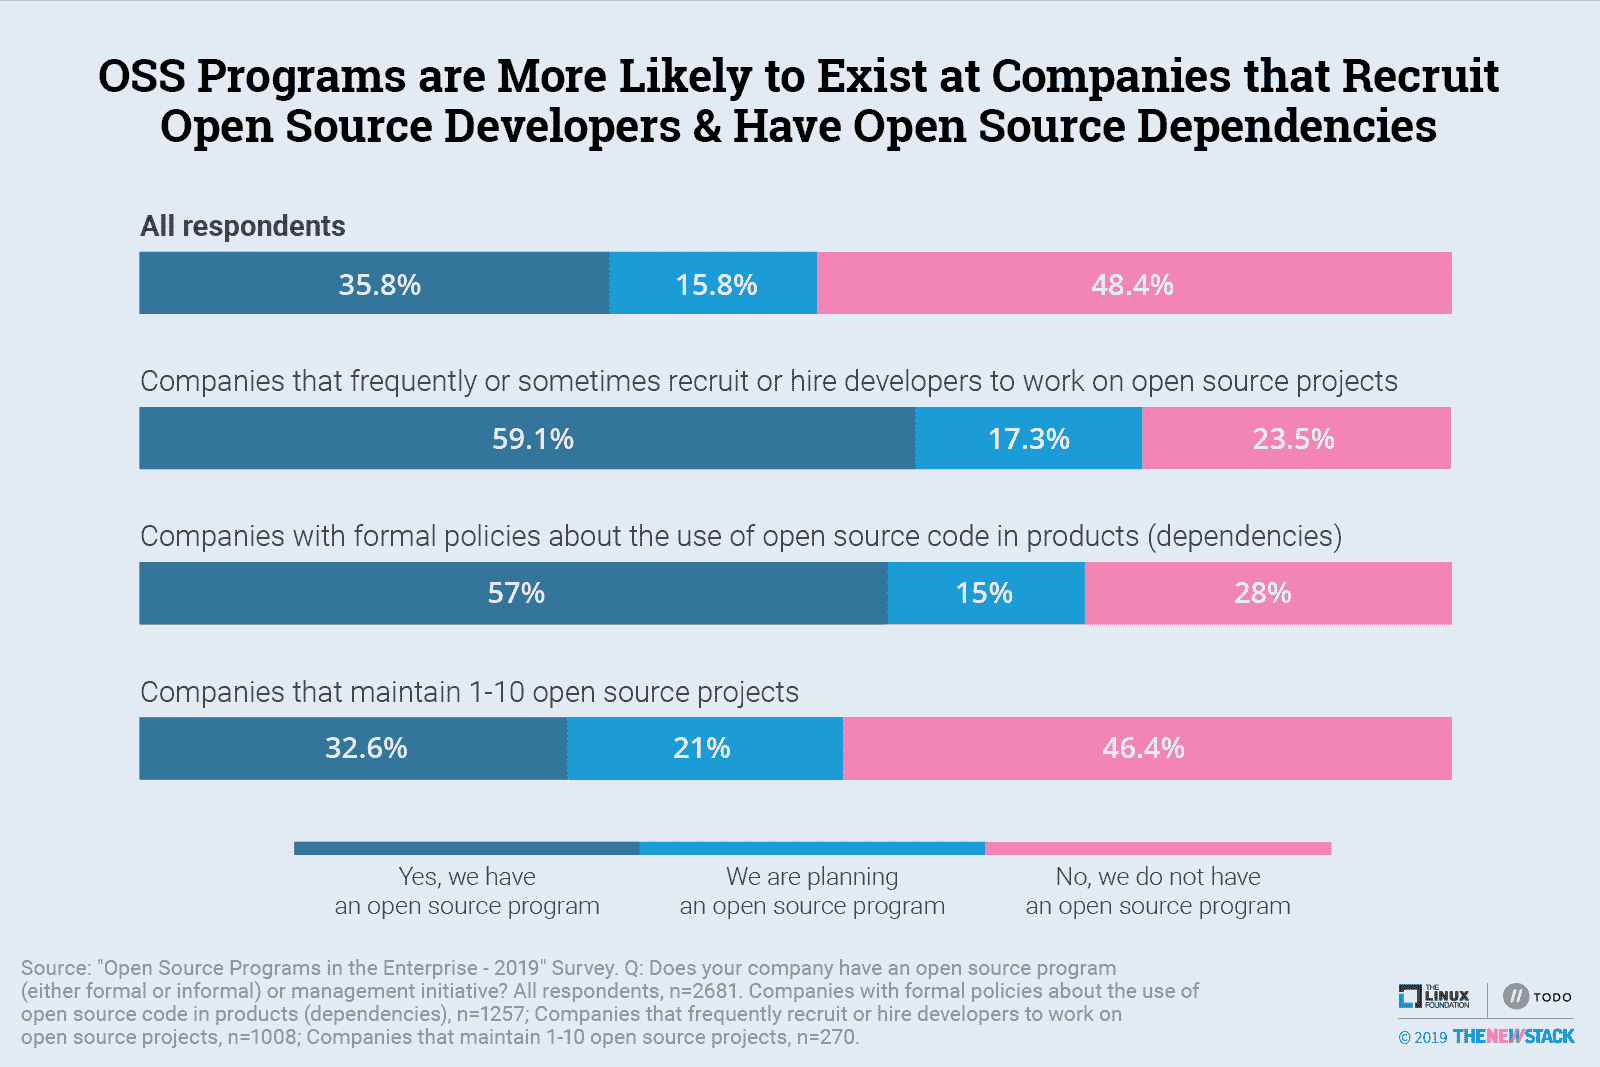 OSS Programs are More Likely to Exist at Companies that Recruit
Open Source Developers & Have Open Source Dependencies
All respondents
35.8% 15.8% 48.4%
Companies that frequently or sometimes recruit or hire developers to work on open source projects
59.1% 17.3% 23.5%
Companies with formal policies about the use of open source code in products (dependencies)
57% 15% 28%
Companies that maintain 1-10 open source projects
32.6% 21% 46.4%
Yes, we have
an open source program
We are planning
an open source program
No, we do not have
an open source program
Source: "Open Source Programs in the Enterprise - 2019" Survey. Q: Does your company have an open source program
(either formal or informal) or management initiative? All respondents, n=2681. Companies with formal policies about the use of
open source code in products (dependencies), n=1257; Companies that frequently recruit or hire developers to work on
open source projects, n=1008; Companies that maintain 1-10 open source projects, n=270.
THE
LINUX
FOUNDATION
TODO
© 2019 THENEWSTACK